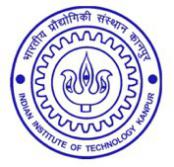 भारतीय प्रौद्योगिकी संस्थान कानपुर
INDIAN INSTITUTE OF TECHNOLOGY KANPUR